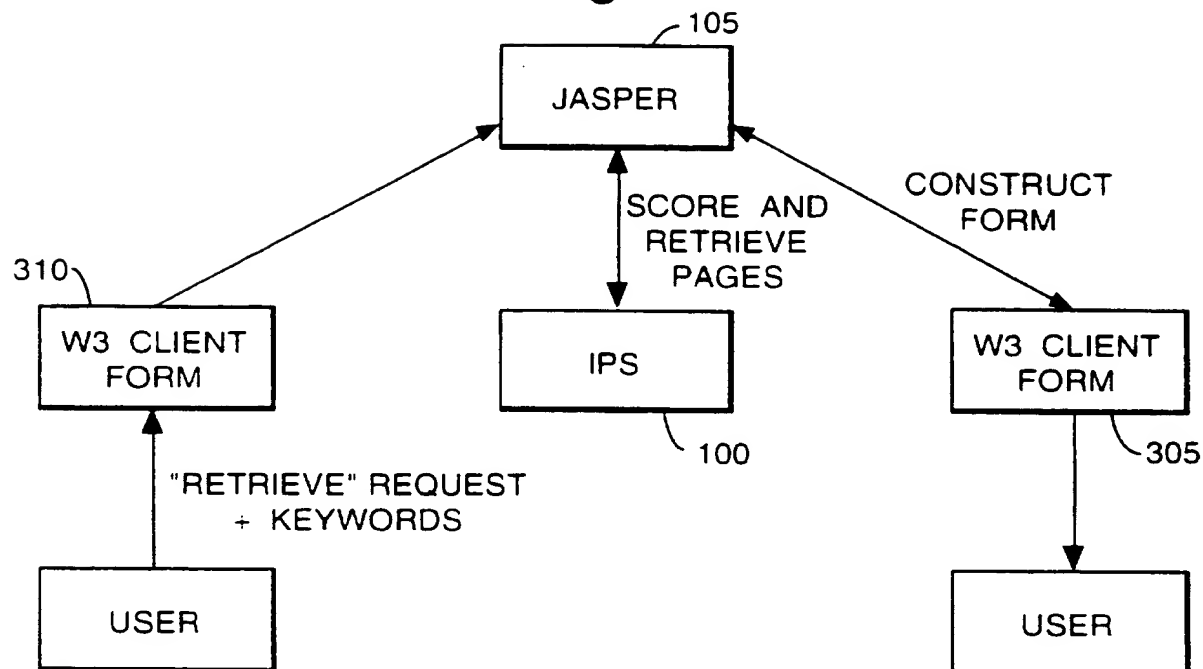 105
JASPER
CONSTRUCT
FORM
SCORE AND
RETRIEVE
PAGES
310
W3 CLIENT
FORM
IPS
W3 CLIENT
FORM
100
305
"RETRIEVE" REQUEST
+ KEYWORDS
USER
USER